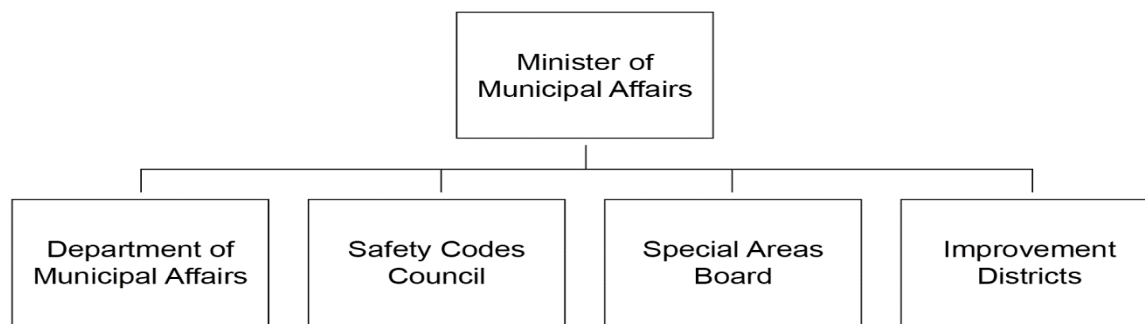 Minister of
Municipal Affairs
Department of
Municipal Affairs
Safety Codes
Council
Special Areas
Board
Improvement
Districts